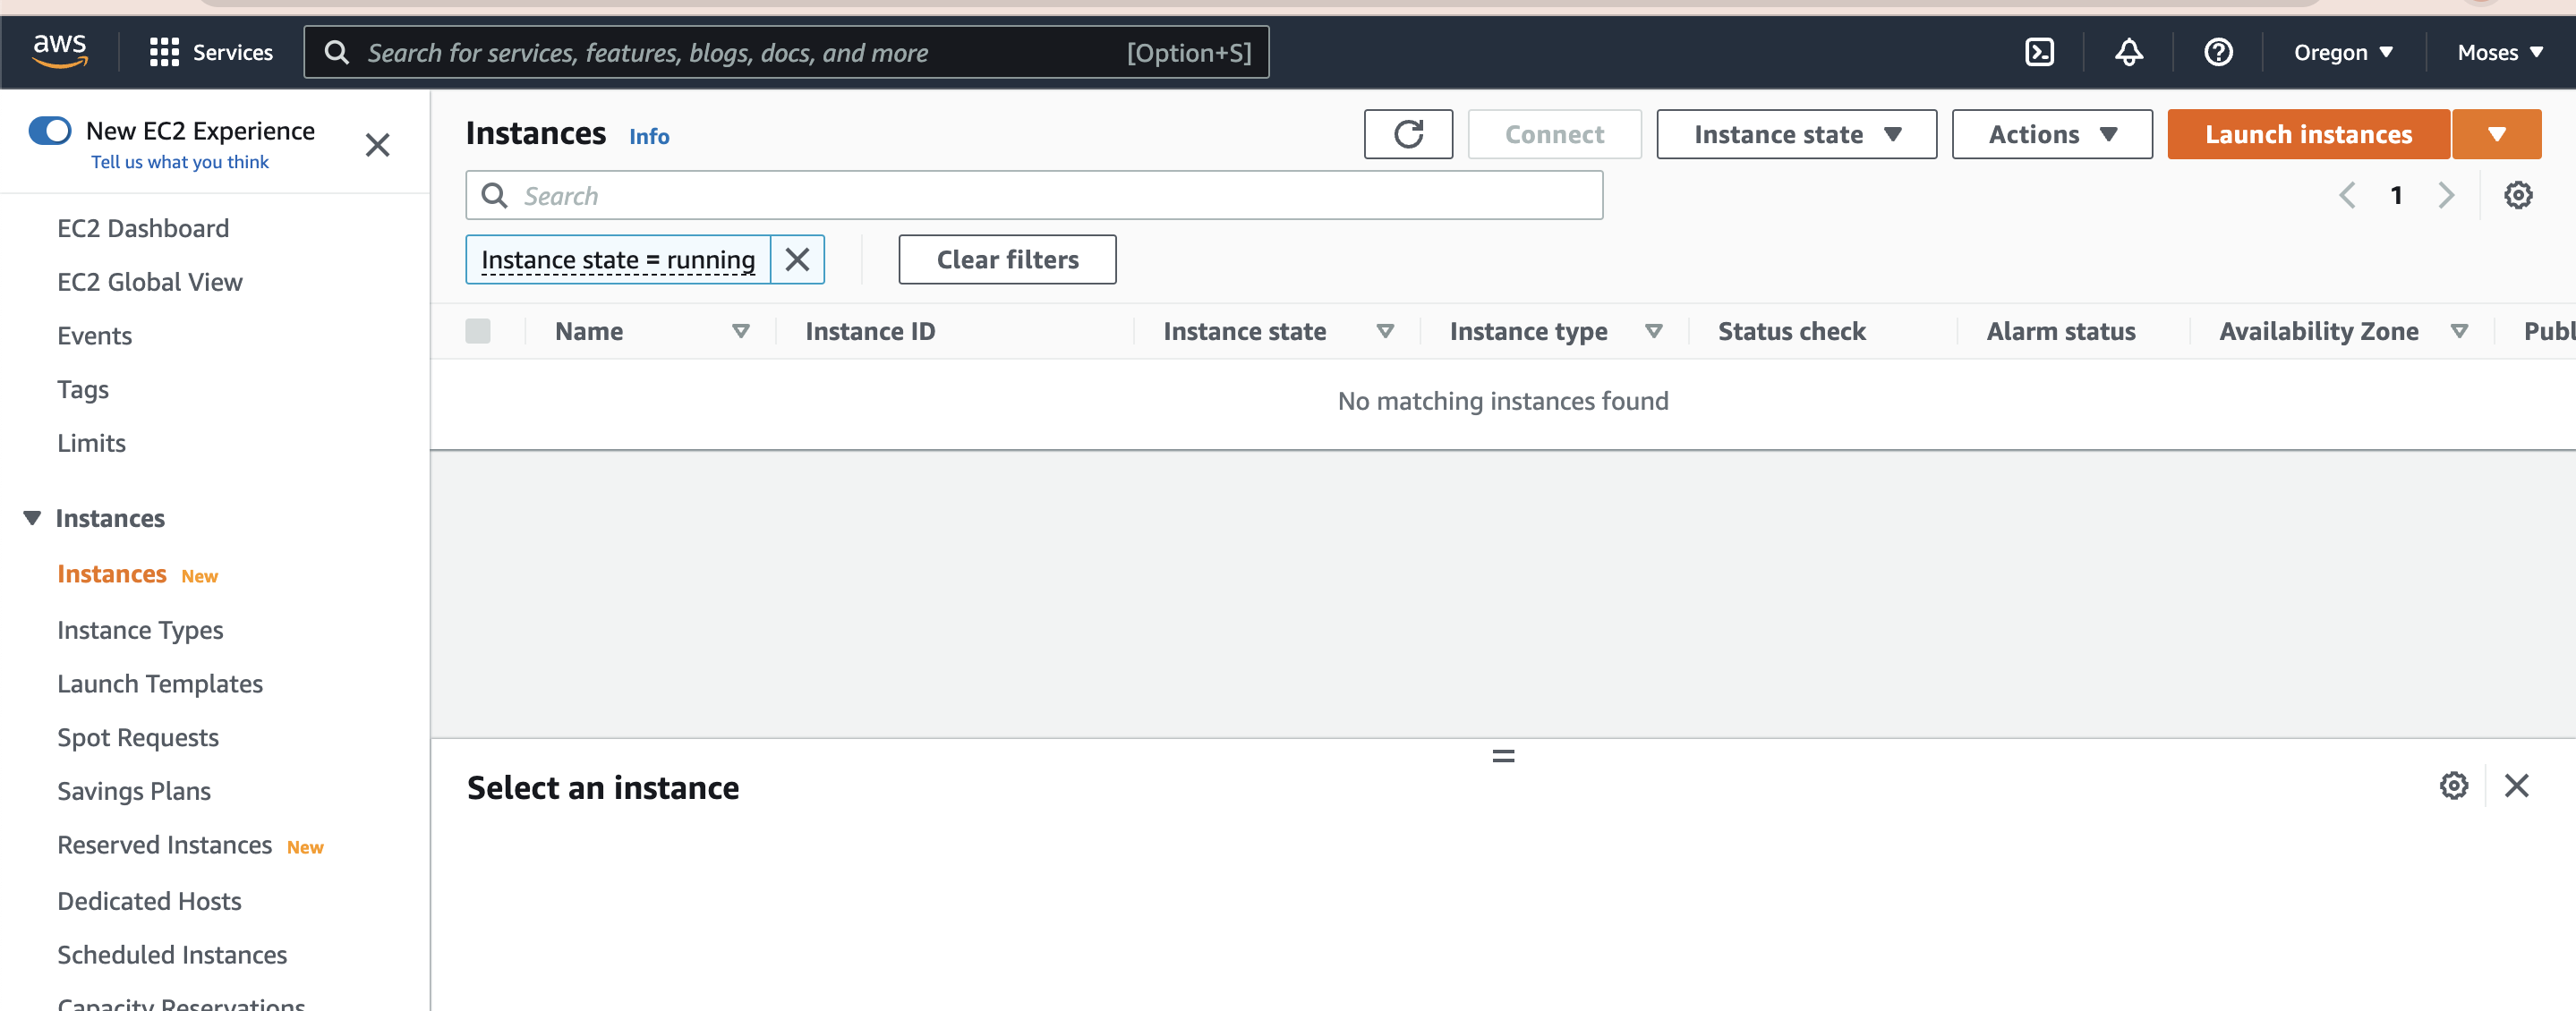 aws
Services
Search for services, features, blogs, docs, and more [Option+S]
Oregon
Moses
New EC2 Experience
Tell us what you think
EC2 Dashboard
EC2 Global View
Events
Tags
Limits
Instances
Instances New
Instance Types
Launch Templates
Spot Requests
Savings Plans
Reserved Instances New
Dedicated Hosts
Scheduled Instances
Capacity Reservations
Instances Info
Connect
Instance state
Actions
Launch instances
Search
1
Instance state = running
Clear filters
Name Instance ID Instance state Instance type Status check Alarm status Availability Zone Publ
No matching instances found
Select an instance